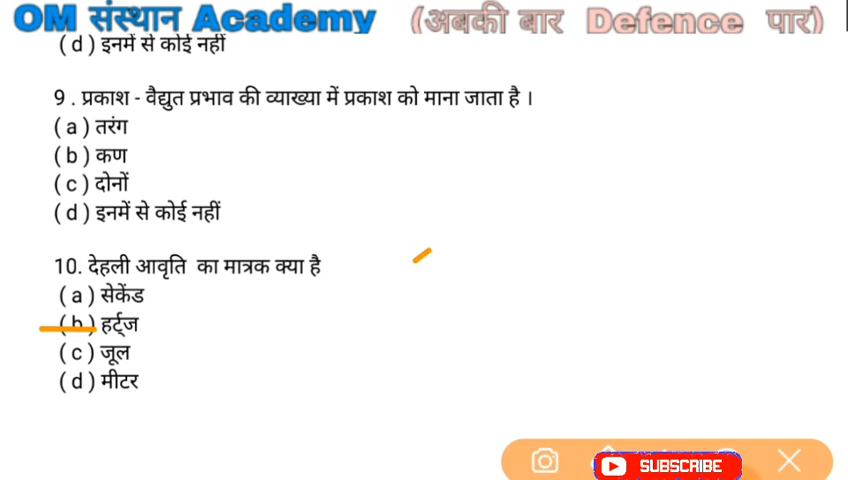 OM संस्थान Academy (अबकी बार Defence पार)
( d ) इनमें से कोई नहीं
9 . प्रकाश - वैद्युत प्रभाव की व्याख्या में प्रकाश को माना जाता है ।
( a ) तरंग
( b ) कण
( c ) दोनों
( d ) इनमें से कोई नहीं
10. देहली आवृति का मात्रक क्या है
( a ) सेकेंड
( b ) हर्ट्ज
( c ) जूल
( d ) मीटर
SUBSCRIBE